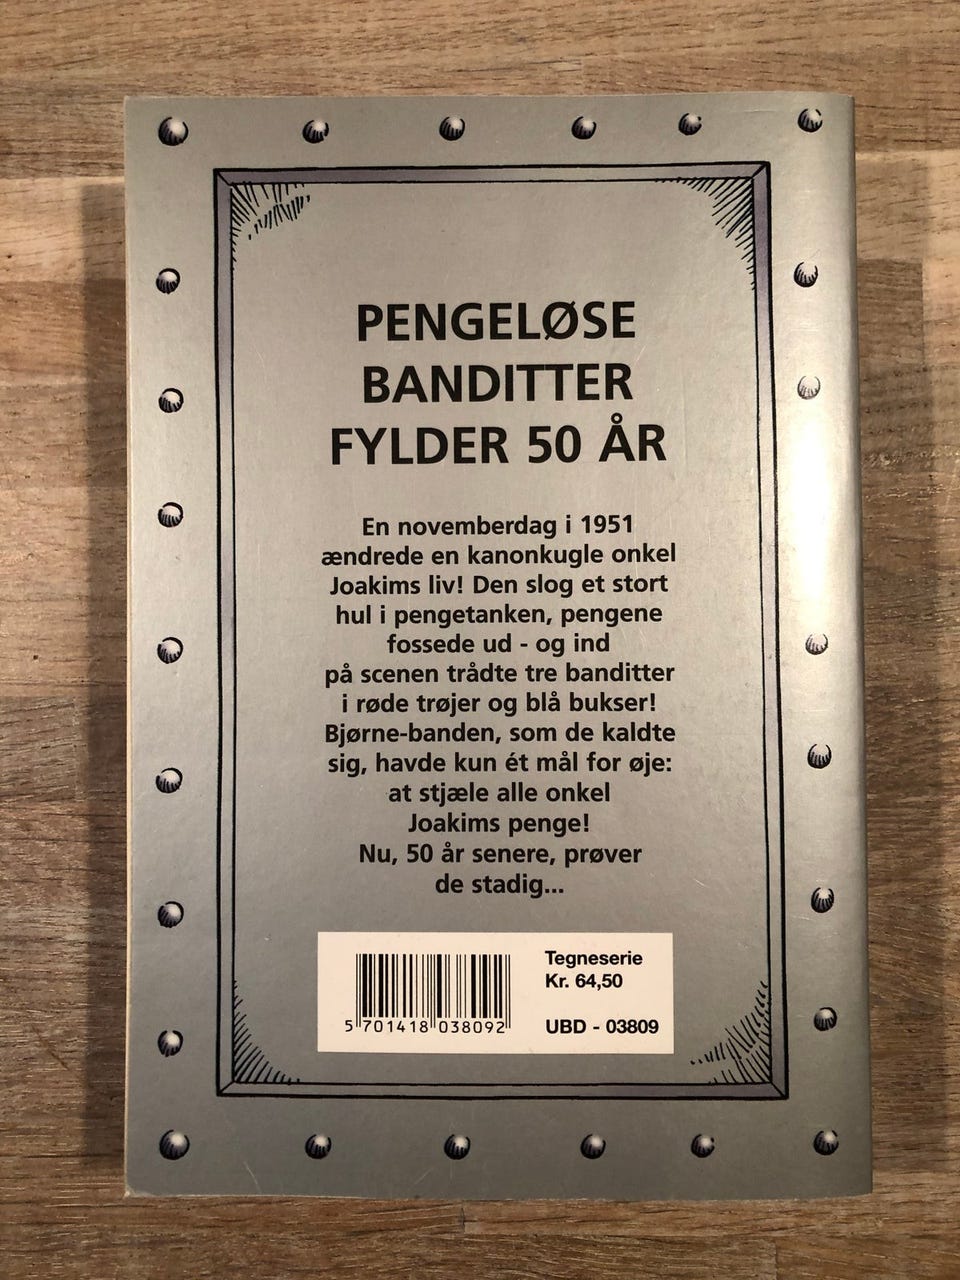 PENGELØSE
BANDITTER
FYLDER 50 ÅR
En novemberdag i 1951
ændrede en kanonkugle onkel
Joakims liv! Den slog et stort
hul i pengetanken, pengene
fossede ud - og ind
på scenen trådte tre banditter
i røde trøjer og blå bukser!
Bjørne-banden, som de kaldte
sig, havde kun ét mål for øje:
at stjæle alle onkel
Joakims penge!
Nu, 50 år senere, prøver
de stadig...
Tegneserie
Kr. 64,50
5 701418 038092
UBD - 03809